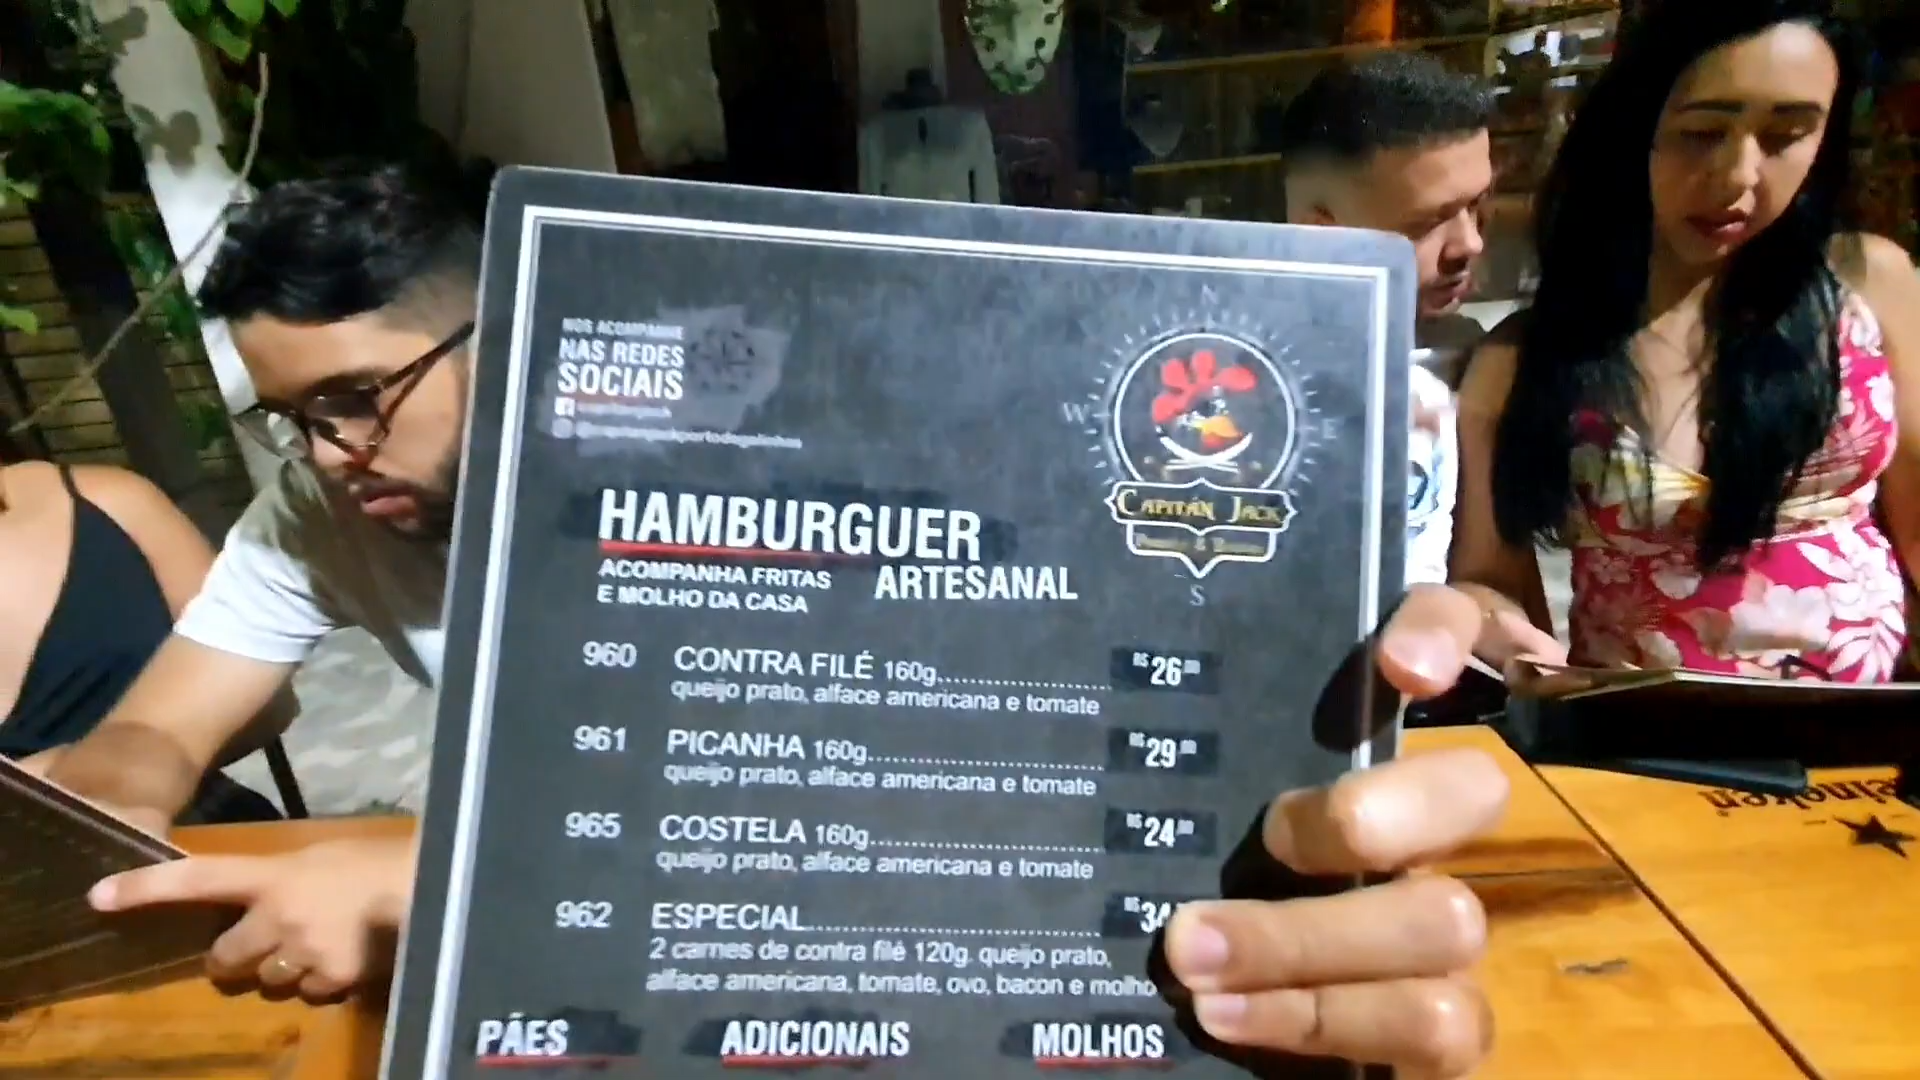 NOS ACOMPANHE
NAS REDES
SOCIAIS
N
W
E
S
CAPITÁN JACK
HAMBURGUER
ARTESANAL
ACOMPANHA FRITAS
E MOLHO DA CASA
960 CONTRA FILÉ 160g R$ 26,00
queijo prato, alface americana e tomate
961 PICANHA 160g R$ 29,00
queijo prato, alface americana e tomate
965 COSTELA 160g R$ 24,00
queijo prato, alface americana e tomate
962 ESPECIAL R$ 34
2 carnes de contra filé 120g. queijo prato,
alface americana, tomate, ovo, bacon e molho
PÃES ADICIONAIS MOLHOS
eineken